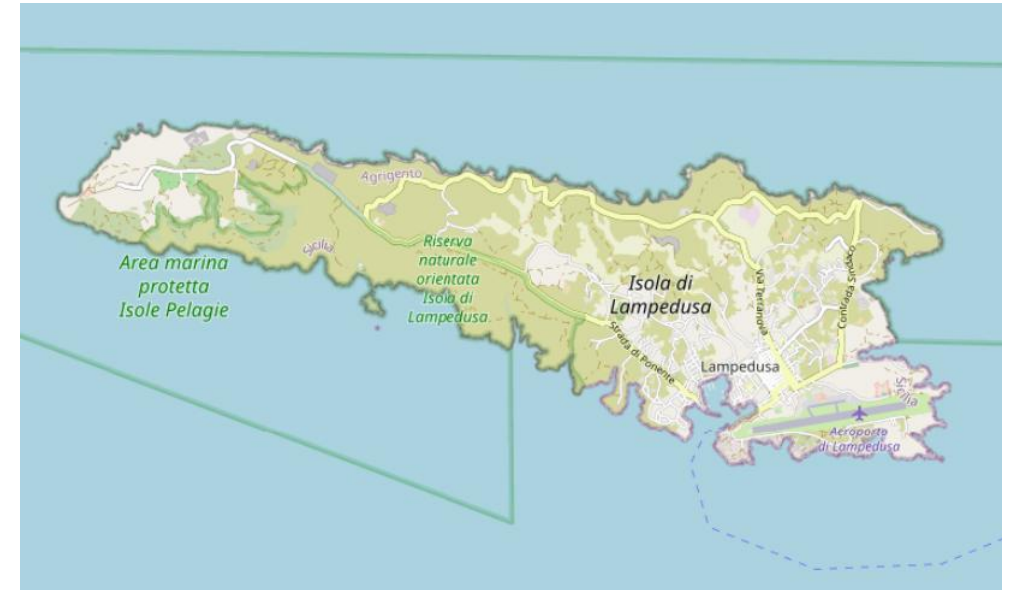 Agrigento
Sicilia
Area marina
protetta
Isole Pelagie
Riserva
naturale
orientata
Isola di
Lampedusa
Isola di
Lampedusa
Via Terranova
Contrada Sindaco
Strada di Ponente
Lampedusa
Sicilia
Aeroporto
di Lampedusa